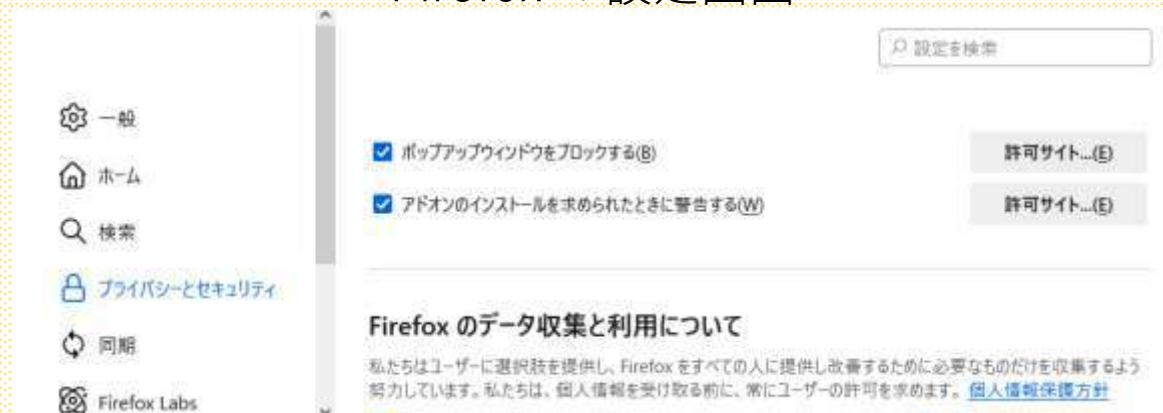 設定を検索
一般
ホーム
検索
プライバシーとセキュリティ
同期
Firefox Labs
ポップアップウィンドウをブロックする(B)
許可サイト...(E)
アドオンのインストールを求められたときに警告する(W)
許可サイト...(E)
Firefox のデータ収集と利用について
私たちはユーザーに選択肢を提供し、Firefox をすべての人に提供し改善するために必要なものだけを収集するよう
努力しています。私たちは、個人情報を受け取る前に、常にユーザーの許可を求めます。 個人情報保護方針